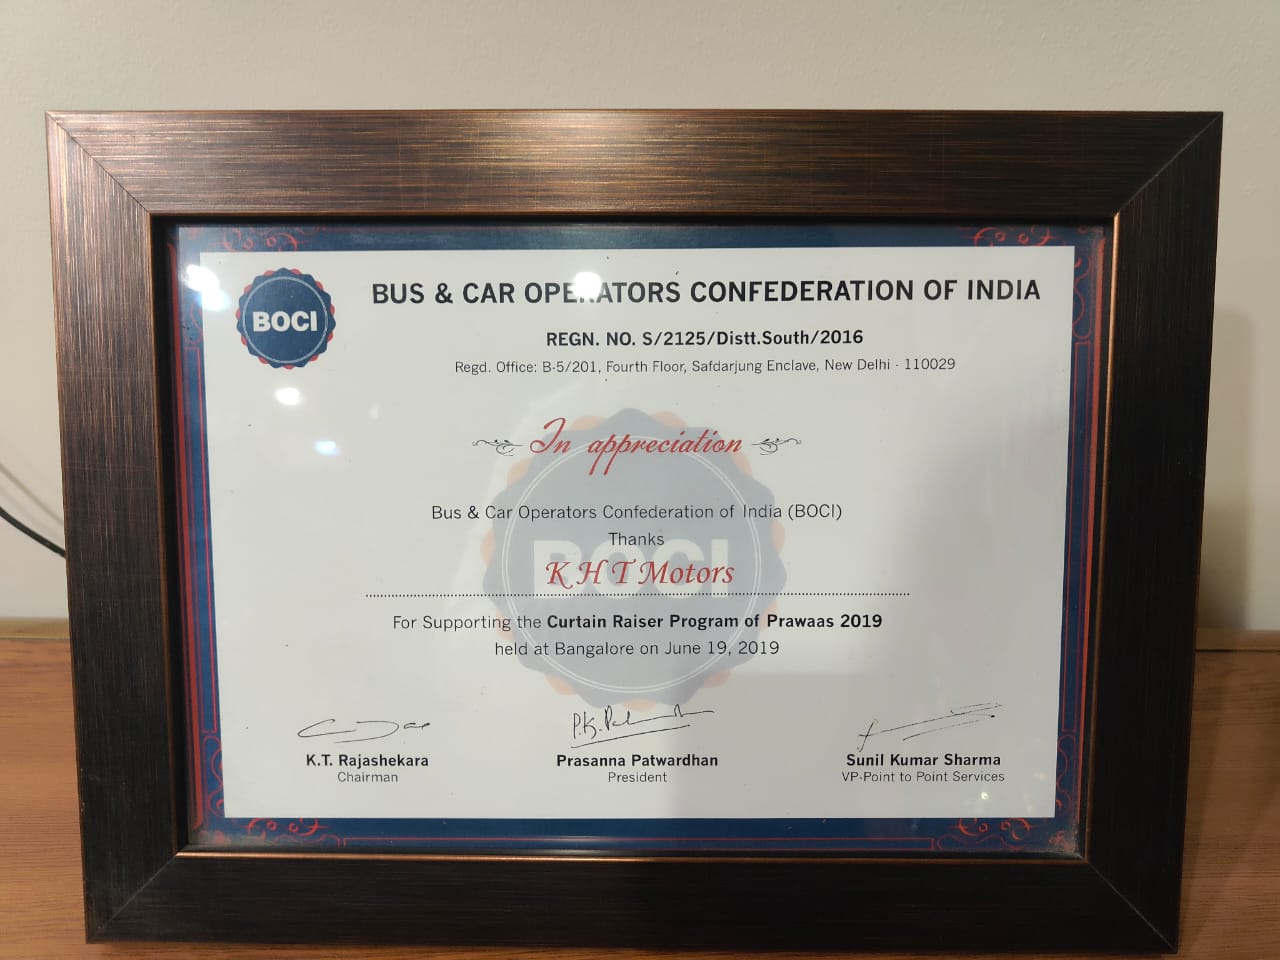 BOCI
BUS & CAR OPERATORS CONFEDERATION OF INDIA
REGN. NO. S/2125/Distt.South/2016
Regd. Office: B-5/201, Fourth Floor, Safdarjung Enclave, New Delhi - 110029
In appreciation
Bus & Car Operators Confederation of India (BOCI)
Thanks
BOCI
K H T Motors
For Supporting the Curtain Raiser Program of Prawaas 2019
held at Bangalore on June 19, 2019
K.T. Rajashekara
Chairman
Prasanna Patwardhan
President
Sunil Kumar Sharma
VP-Point to Point Services